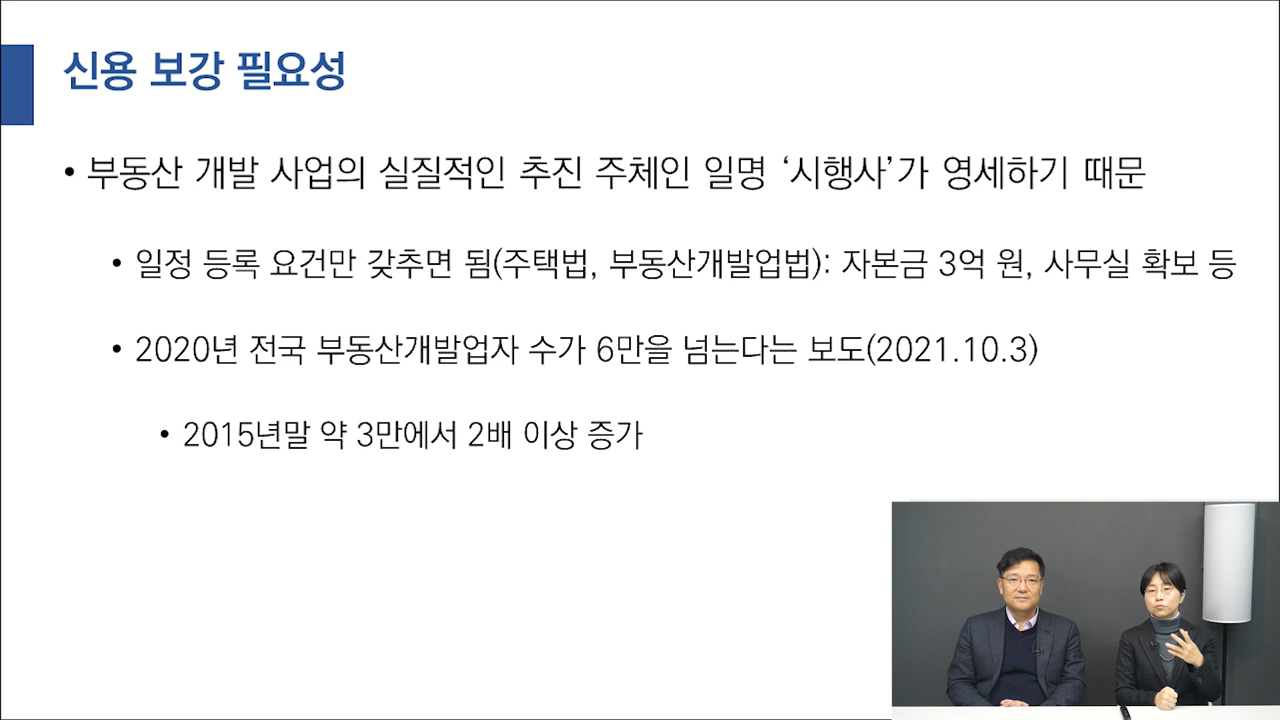 신용 보강 필요성
• 부동산 개발 사업의 실질적인 추진 주체인 일명 ‘시행사’가 영세하기 때문
• 일정 등록 요건만 갖추면 됨(주택법, 부동산개발업법): 자본금 3억 원, 사무실 확보 등
• 2020년 전국 부동산개발업자 수가 6만을 넘는다는 보도(2021.10.3)
• 2015년말 약 3만에서 2배 이상 증가